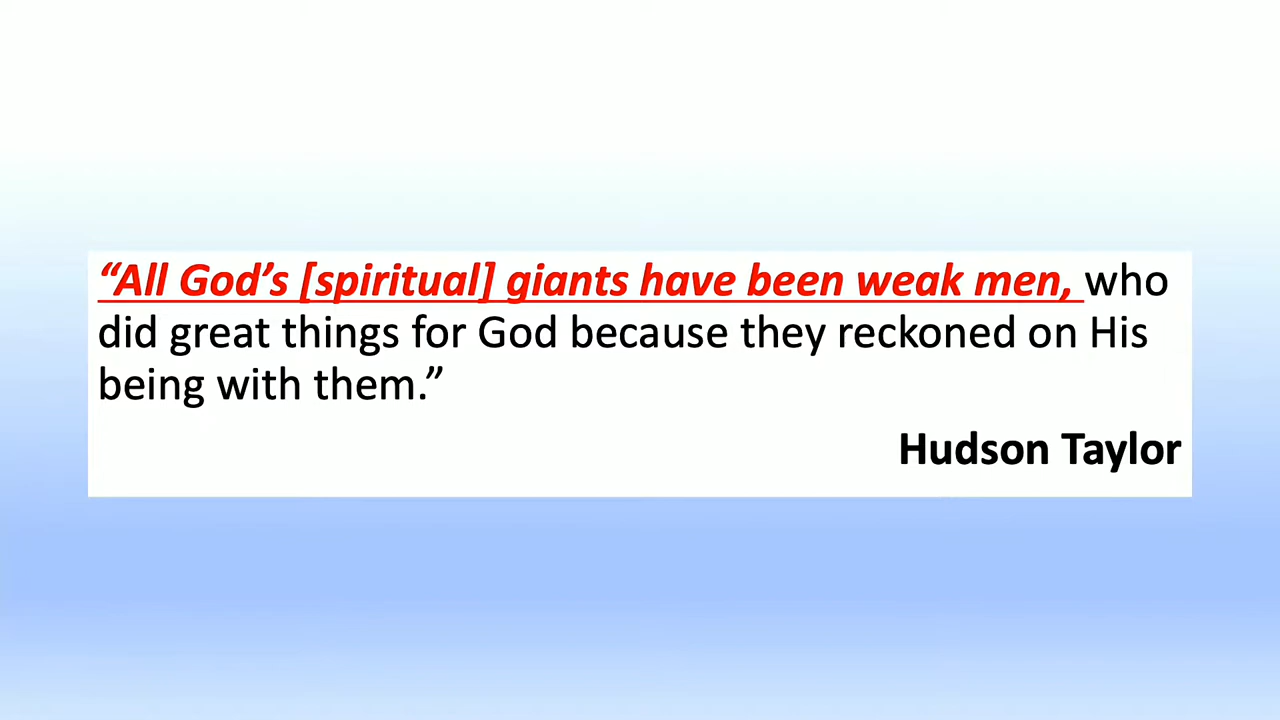 “All God’s [spiritual] giants have been weak men, who
did great things for God because they reckoned on His
being with them.”
Hudson Taylor